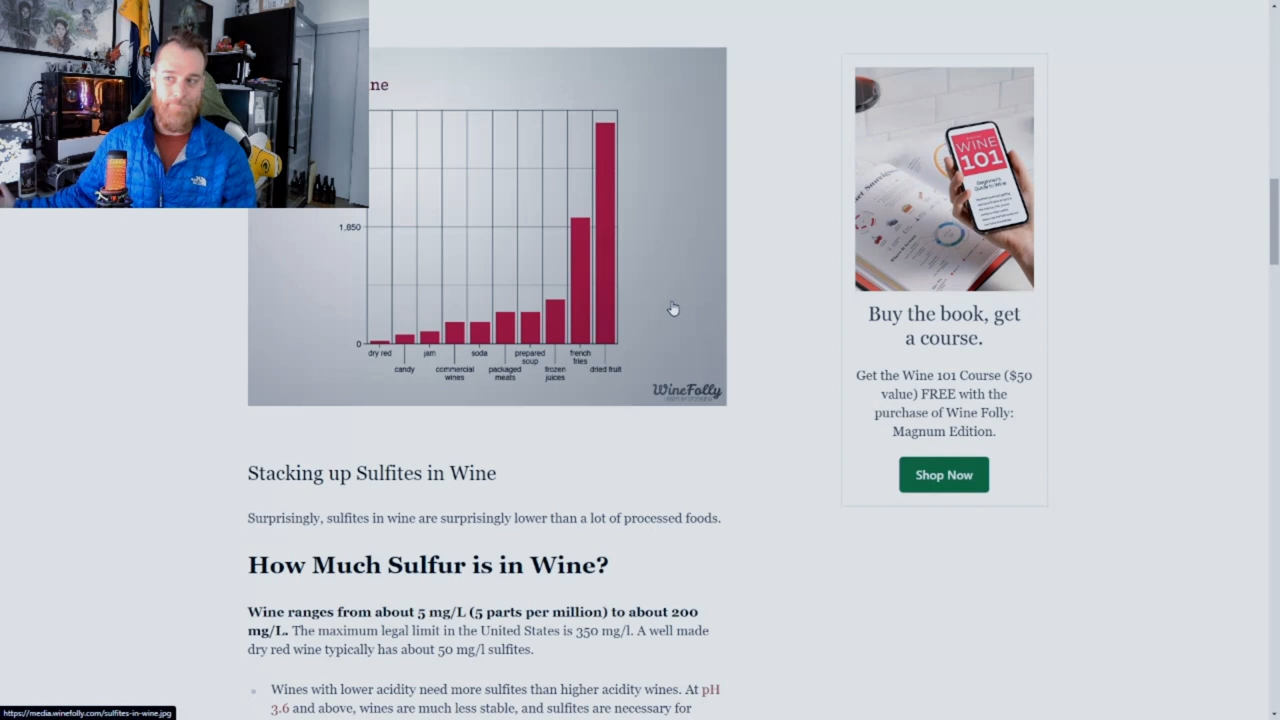 ne
1,850
0
dry red
candy
jam
commercial
wines
soda
packaged
meats
prepared
soup
frozen
juices
french
fries
dried fruit
WineFolly
WINE
101
Beginner's
Guide to Wine
Buy the book, get
a course.
Get the Wine 101 Course ($50
value) FREE with the
purchase of Wine Folly:
Magnum Edition.
Shop Now
Stacking up Sulfites in Wine
Surprisingly, sulfites in wine are surprisingly lower than a lot of processed foods.
How Much Sulfur is in Wine?
Wine ranges from about 5 mg/L (5 parts per million) to about 200
mg/L. The maximum legal limit in the United States is 350 mg/l. A well made
dry red wine typically has about 50 mg/l sulfites.
Wines with lower acidity need more sulfites than higher acidity wines. At pH
3.6 and above, wines are much less stable, and sulfites are necessary for
https://media.winefolly.com/sulfites-in-wine.jpg